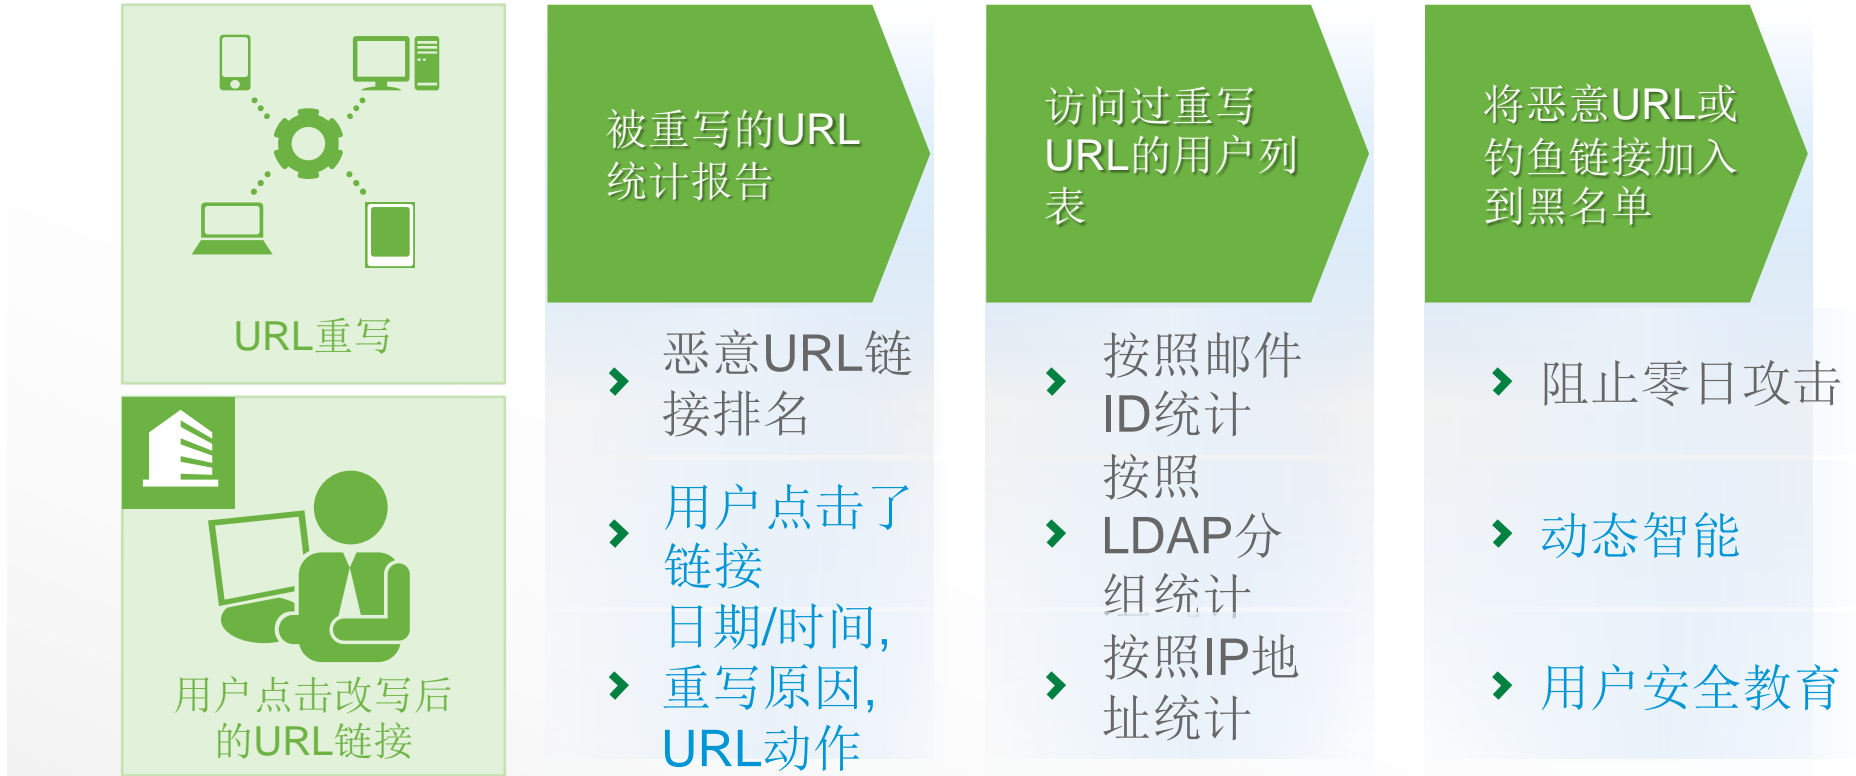 URL重写
用户点击改写后
的URL链接
被重写的URL
统计报告
恶意URL链
接排名
用户点击了
链接
日期/时间,
重写原因,
URL动作
访问过重写
URL的用户列
表
按照邮件
ID统计
按照
LDAP分
组统计
按照IP地
址统计
将恶意URL或
钓鱼链接加入
到黑名单
阻止零日攻击
动态智能
用户安全教育